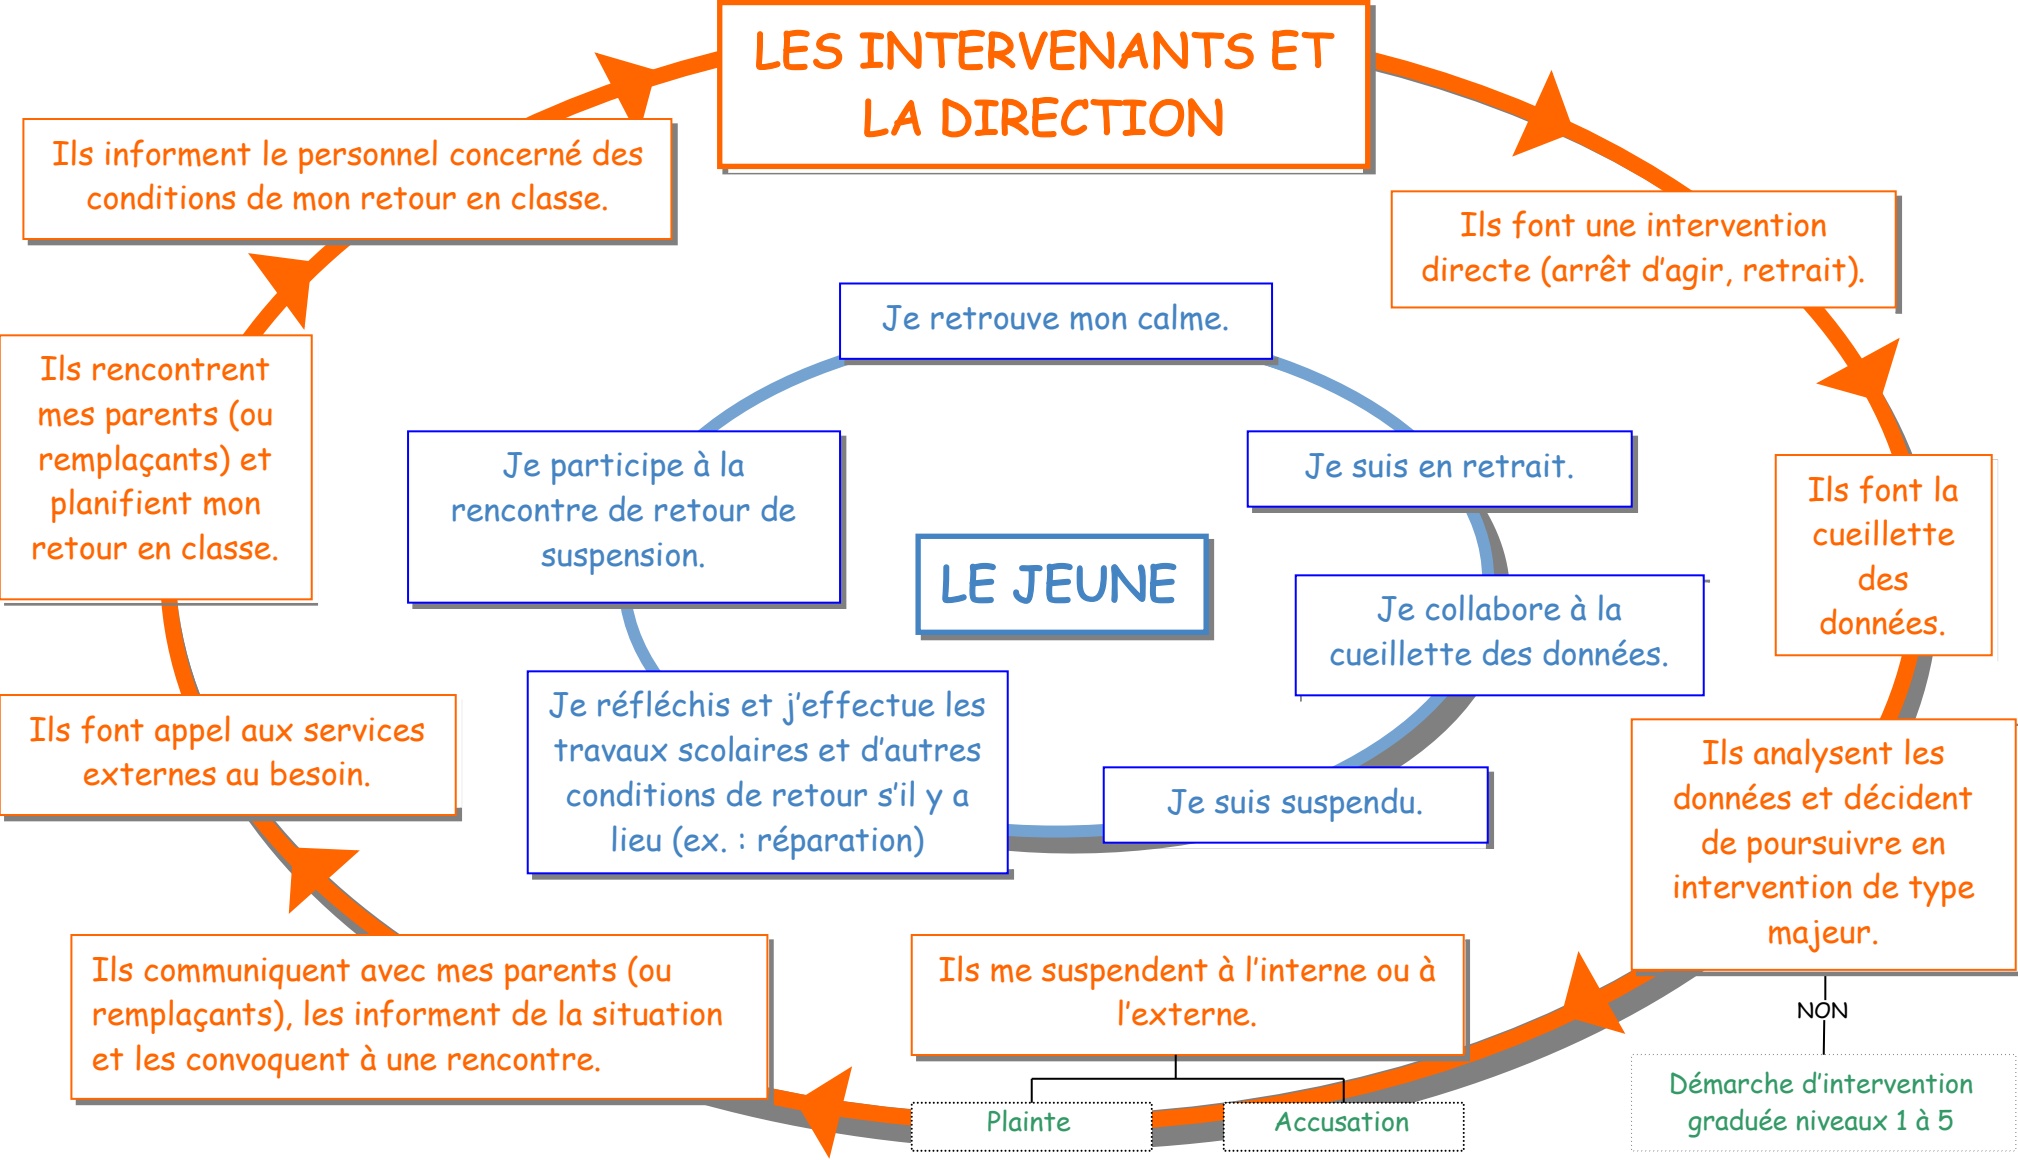 LES INTERVENANTS ET
LA DIRECTION
Ils informent le personnel concerné des
conditions de mon retour en classe.
Ils font une intervention
directe (arrêt d’agir, retrait).
Je retrouve mon calme.
Ils rencontrent
mes parents (ou
remplaçants) et
planifient mon
retour en classe.
Je participe à la
rencontre de retour de
suspension.
Je suis en retrait.
Ils font la
cueillette
des
données.
LE JEUNE
Je collabore à la
cueillette des données.
Ils font appel aux services
externes au besoin.
Je réfléchis et j’effectue les
travaux scolaires et d’autres
conditions de retour s’il y a
lieu (ex. : réparation)
Je suis suspendu.
Ils analysent les
données et décident
de poursuivre en
intervention de type
majeur.
Ils communiquent avec mes parents (ou
remplaçants), les informent de la situation
et les convoquent à une rencontre.
Ils me suspendent à l’interne ou à
l’externe.
NON
Plainte
Accusation
Démarche d’intervention
graduée niveaux 1 à 5